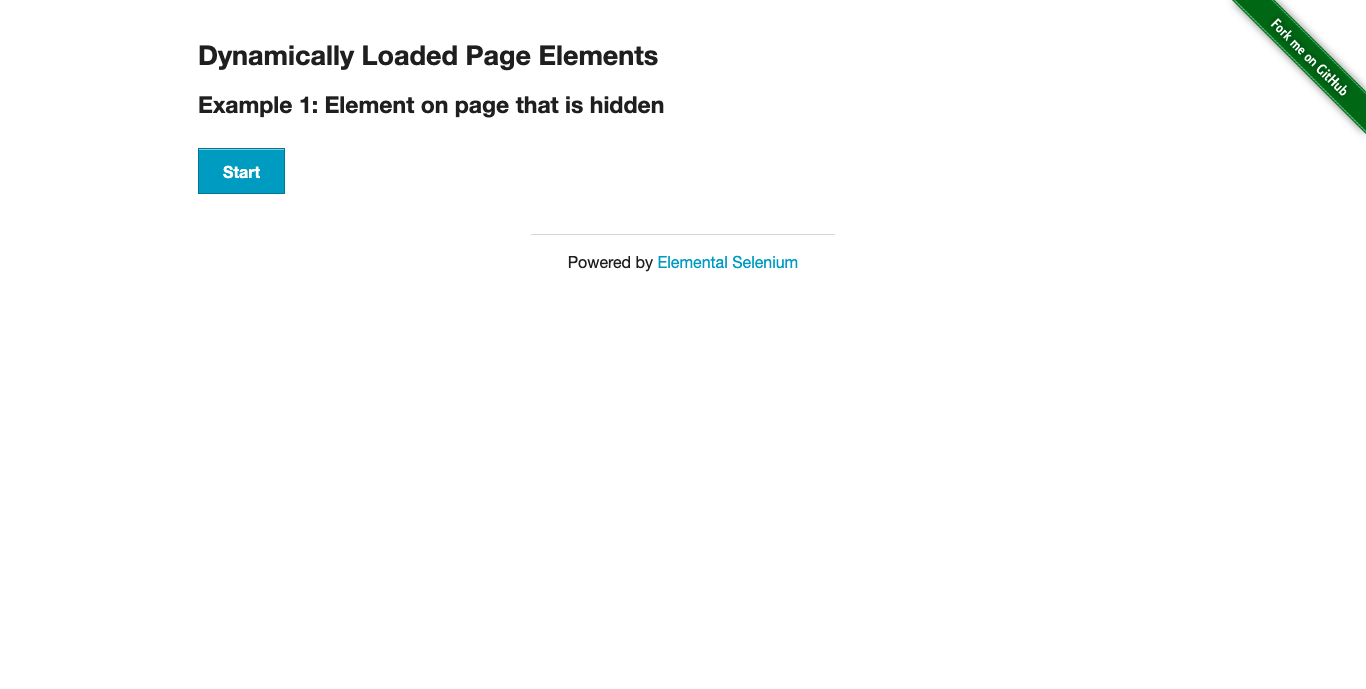 Fork me on GitHub
Dynamically Loaded Page Elements
Example 1: Element on page that is hidden
Start
Powered by Elemental Selenium